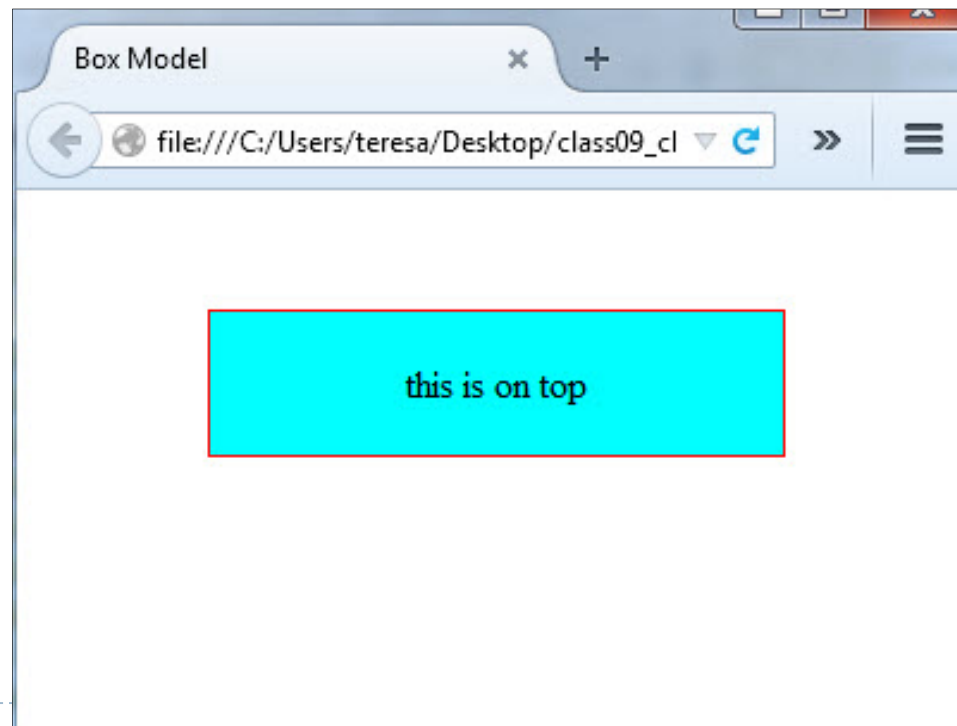 Box Model
file:///C:/Users/teresa/Desktop/class09_cl
this is on top